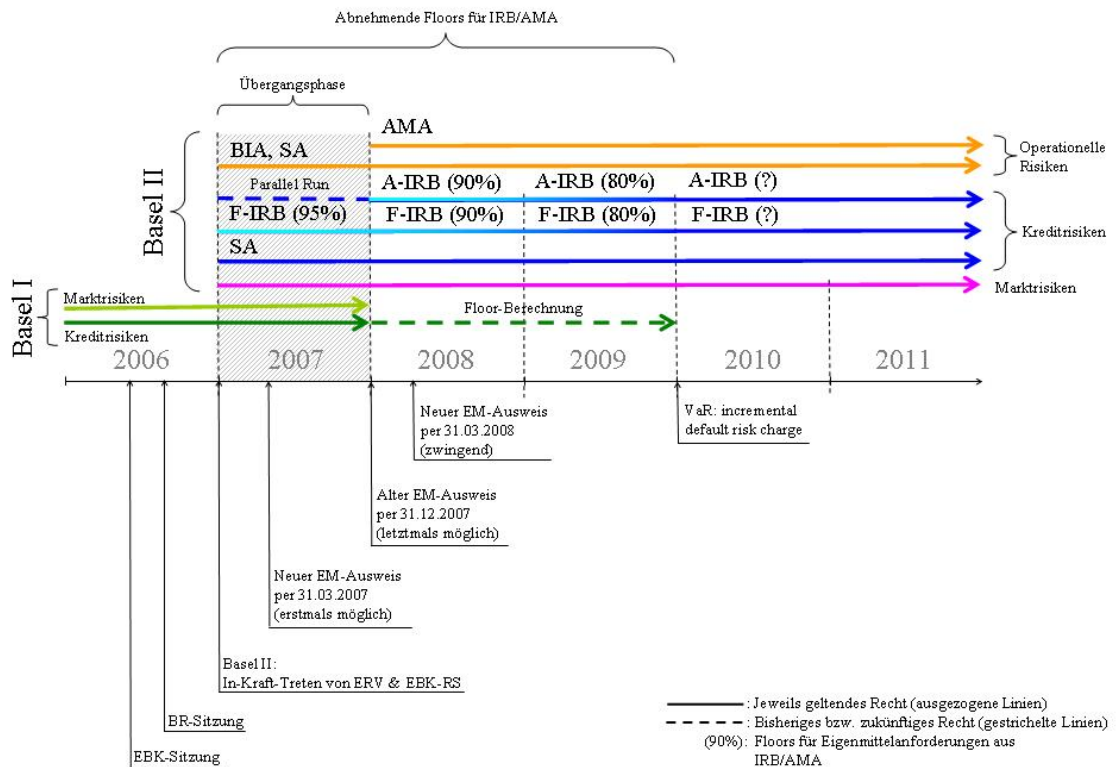 Abnehmende Floors für IRB/AMA
Übergangsphase
AMA
BIA, SA
Operationelle
Risiken
Parallel Run
A-IRB (90%)
A-IRB (80%)
A-IRB (?)
F-IRB (95%)
F-IRB (90%)
F-IRB (80%)
F-IRB (?)
Kreditrisiken
SA
Basel II
Marktrisiken
Basel I
Marktrisiken
Floor-Berechnung
Kreditrisiken
2006
2007
2008
2009
2010
2011
Neuer EM-Ausweis
per 31.03.2008
(zwingend)
VaR: incremental
default risk charge
Alter EM-Ausweis
per 31.12.2007
(letztmals möglich)
Neuer EM-Ausweis
per 31.03.2007
(erstmals möglich)
Basel II:
In-Kraft-Treten von ERV & EBK-RS
BR-Sitzung
EBK-Sitzung
: Jeweils geltendes Recht (ausgezogene Linien)
: Bisheriges bzw. zukünftiges Recht (gestrichelte Linien)
(90%): Floors für Eigenmittelanforderungen aus
IRB/AMA